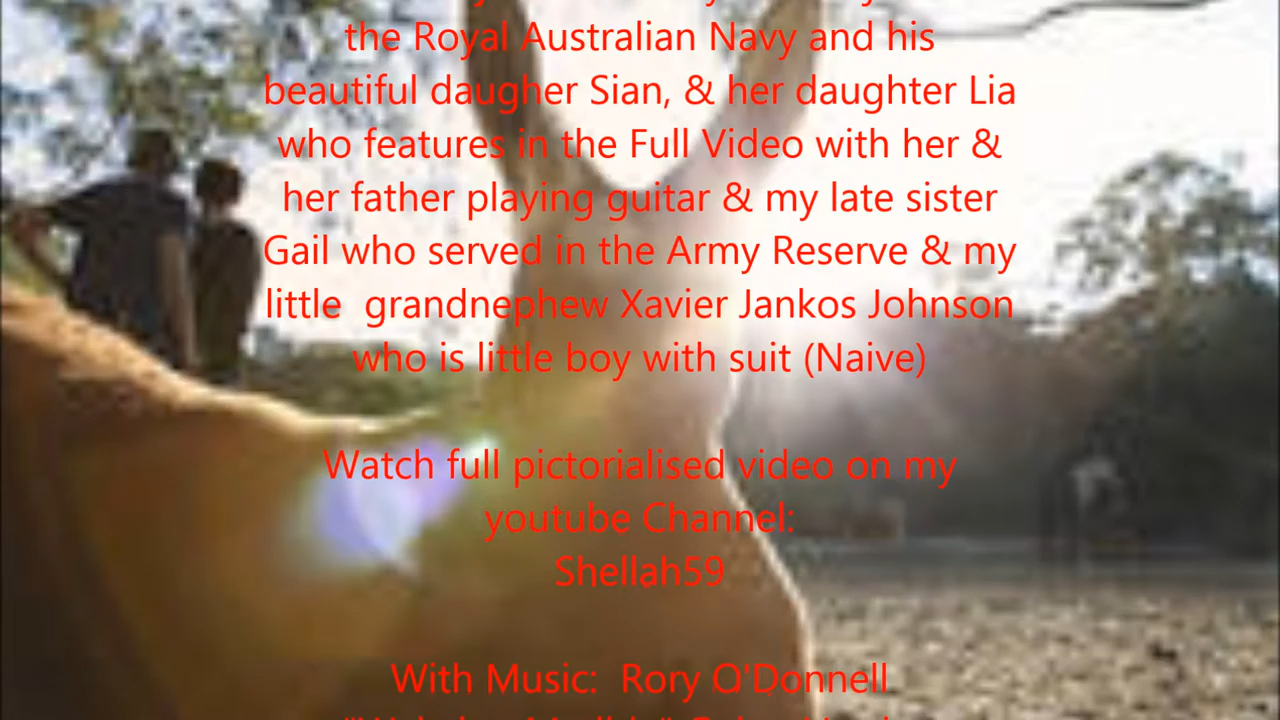 the Royal Australian Navy and his
beautiful daugher Sian, & her daughter Lia
who features in the Full Video with her &
her father playing guitar & my late sister
Gail who served in the Army Reserve & my
little  grandnephew Xavier Jankos Johnson
who is little boy with suit (Naive)
Watch full pictorialised video on my
youtube Channel:
Shellah59
With Music:  Rory O'Donnell